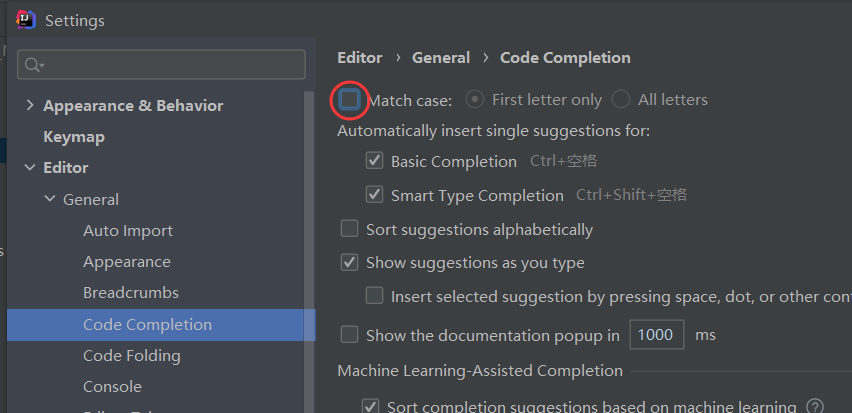 Settings
Appearance & Behavior
Keymap
Editor
General
Auto Import
Appearance
Breadcrumbs
Code Completion
Code Folding
Console
Editor › General › Code Completion
Match case: First letter only All letters
Automatically insert single suggestions for:
Basic Completion Ctrl+空格
Smart Type Completion Ctrl+Shift+空格
Sort suggestions alphabetically
Show suggestions as you type
Insert selected suggestion by pressing space, dot, or other
Show the documentation popup in 1000 ms
Machine Learning-Assisted Completion
Sort completion suggestions based on machine learning ?